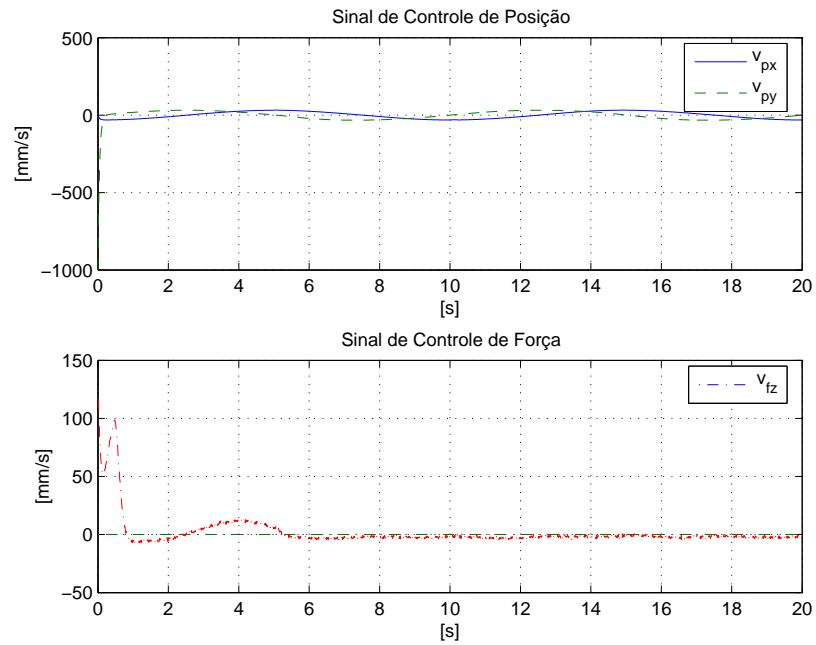 Sinal de Controle de Posição
500
0
−500
−1000
[mm/s]
v_px
v_py
0 2 4 6 8 10 12 14 16 18 20
[s]
Sinal de Controle de Força
150
100
50
0
−50
[mm/s]
v_fz
0 2 4 6 8 10 12 14 16 18 20
[s]